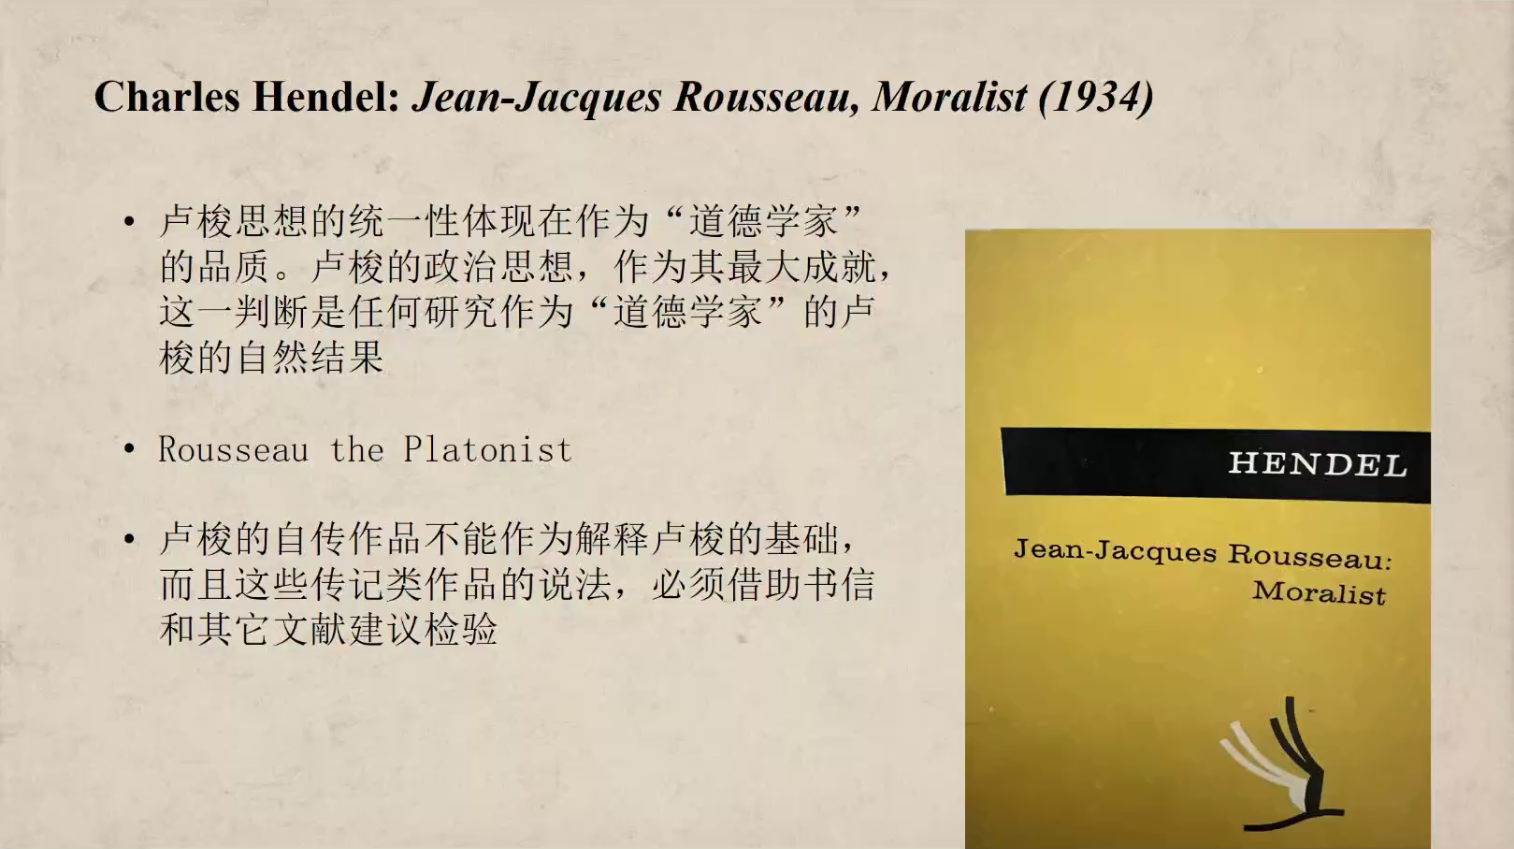 Charles Hendel: Jean-Jacques Rousseau, Moralist (1934)
• 卢梭思想的统一性体现在作为“道德学家”
的品质。卢梭的政治思想，作为其最大成就，
这一判断是任何研究作为“道德学家”的卢
梭的自然结果
• Rousseau the Platonist
• 卢梭的自传作品不能作为解释卢梭的基础，
而且这些传记类作品的说法，必须借助书信
和其它文献建议检验
HENDEL
Jean-Jacques Rousseau:
Moralist